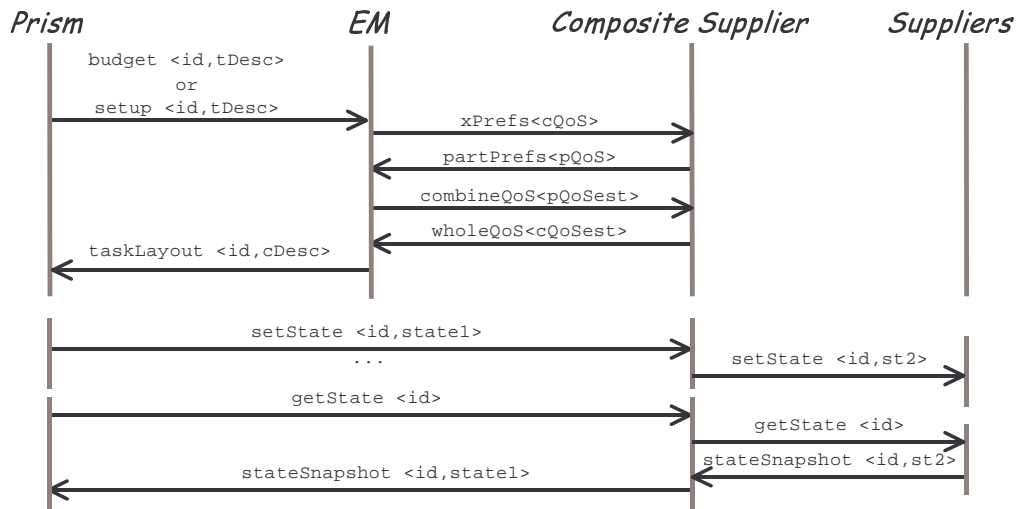 Prism EM Composite Supplier Suppliers
budget <id,tDesc>
or
setup <id,tDesc>
xPrefs<cQoS>
partPrefs<pQoS>
combineQoS<pQoSest>
wholeQoS<cQoSest>
taskLayout <id,cDesc>
setState <id,state1>
...
setState <id,st2>
getState <id>
getState <id>
stateSnapshot <id,st2>
stateSnapshot <id,state1>